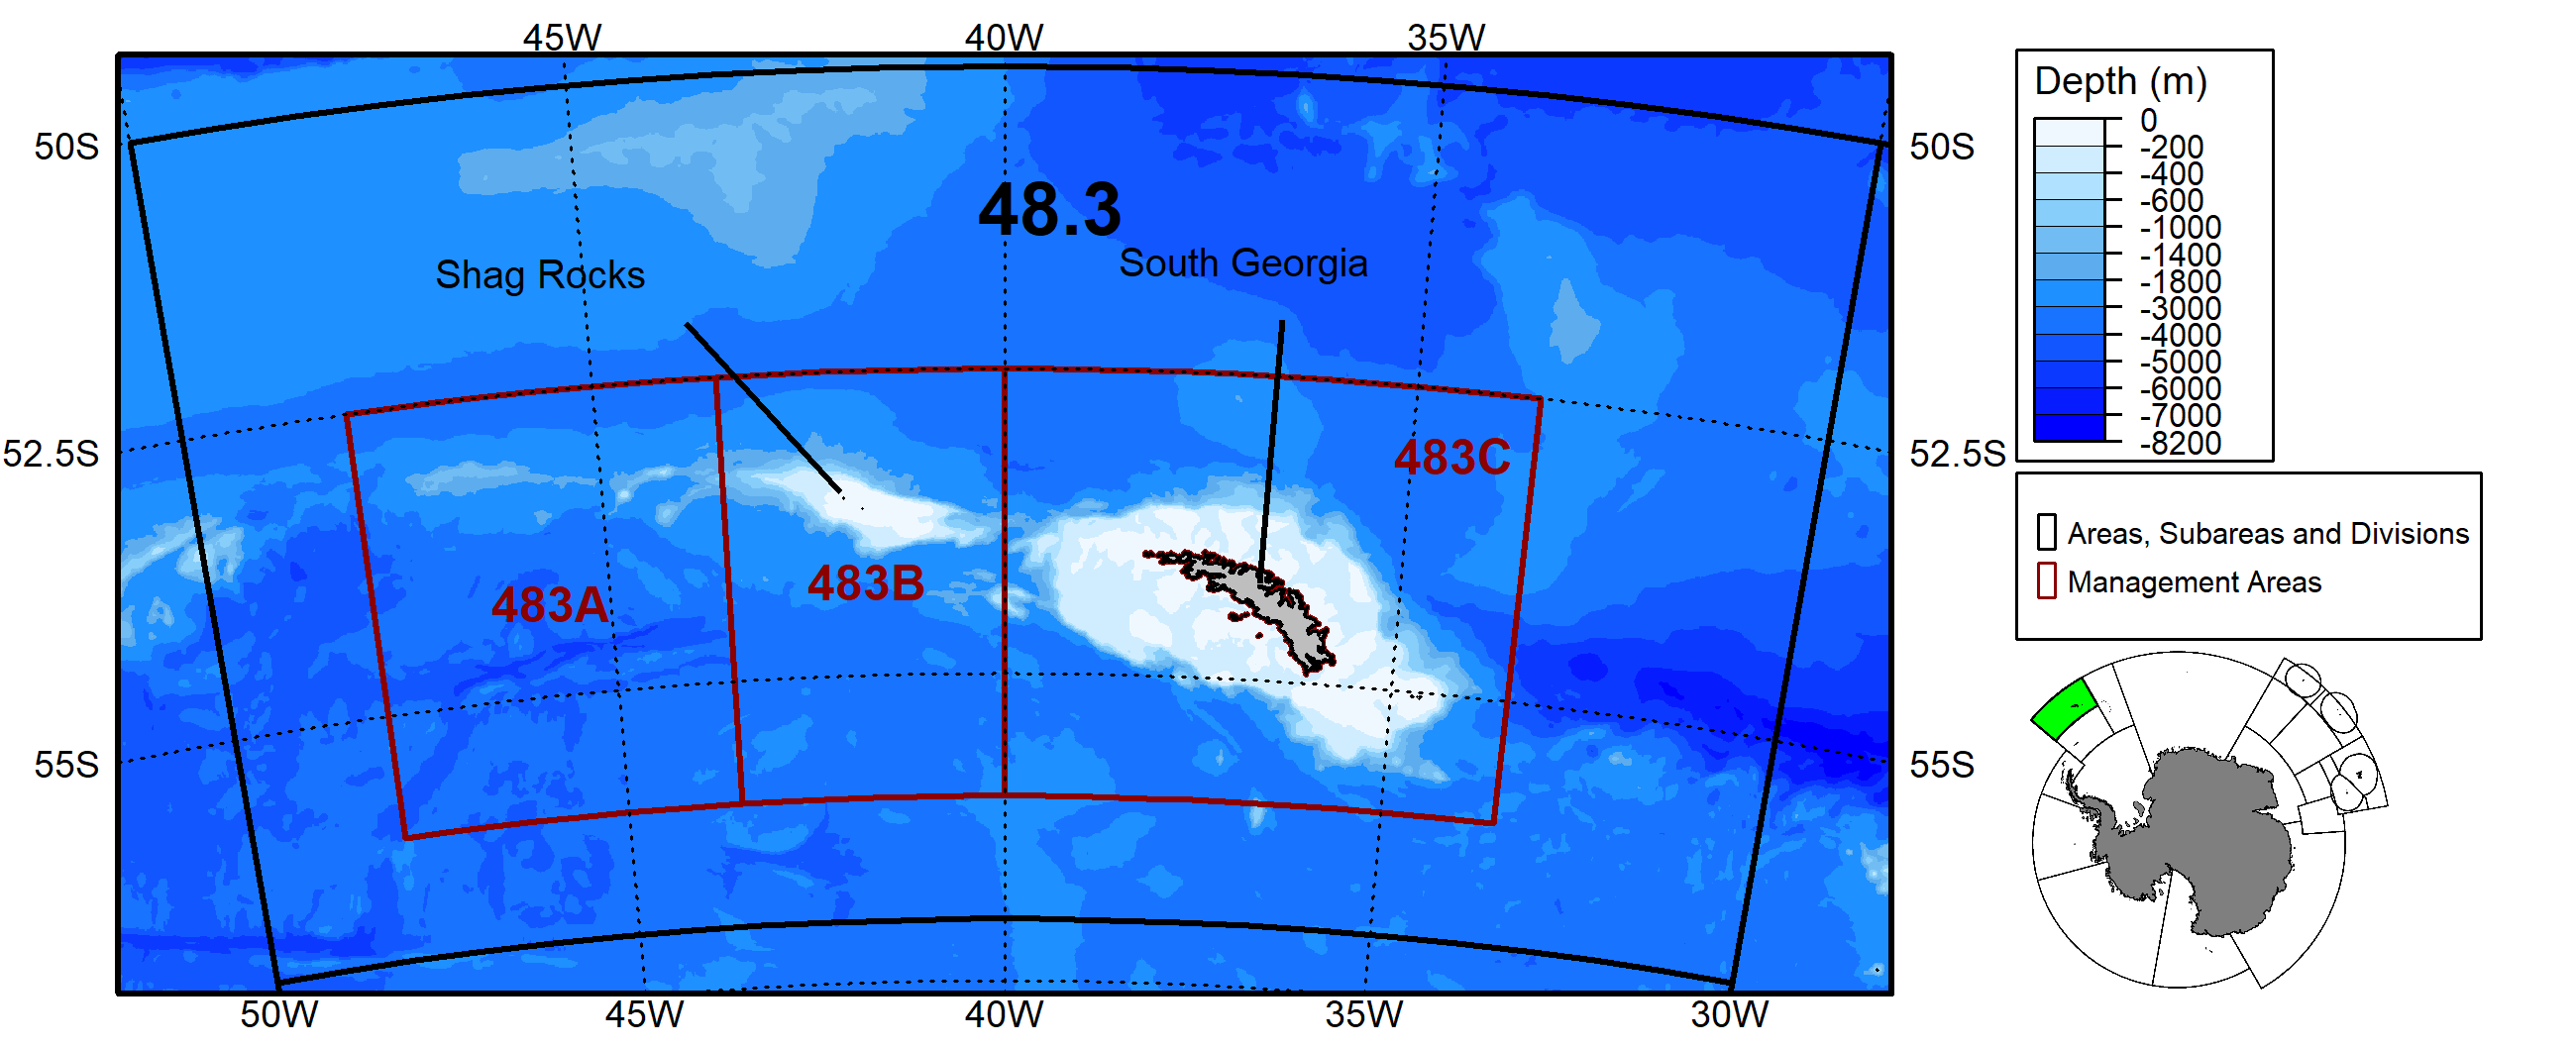 45W
40W
35W
50S
52.5S
55S
50S
52.5S
55S
48.3
Shag Rocks
South Georgia
483A
483B
483C
50W
45W
40W
35W
30W
Depth (m)
0
-200
-400
-600
-1000
-1400
-1800
-3000
-4000
-5000
-6000
-7000
-8200
Areas, Subareas and Divisions
Management Areas